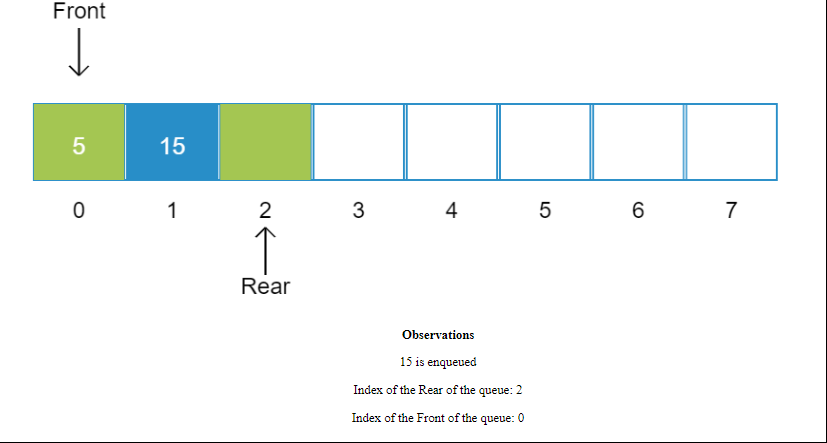 Front
5 15
0 1 2 3 4 5 6 7
Rear
Observations
15 is enqueued
Index of the Rear of the queue: 2
Index of the Front of the queue: 0